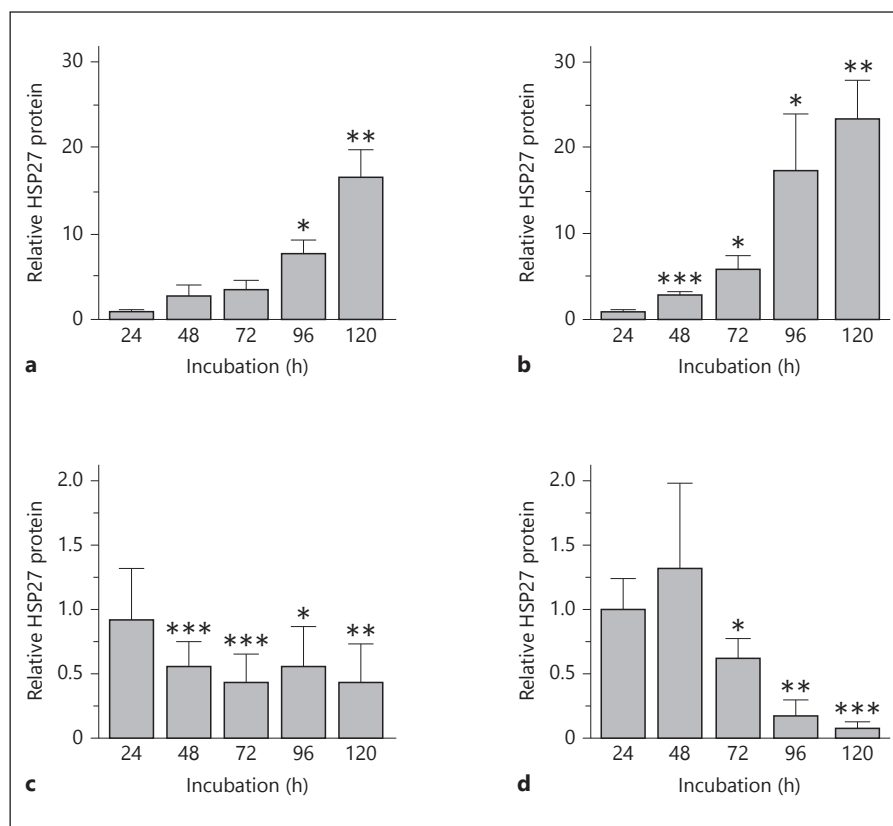 Relative HSP27 protein
30
20
10
0
*
**
24 48 72 96 120
Incubation (h)
a
Relative HSP27 protein
30
20
10
0
***
*
*
**
24 48 72 96 120
Incubation (h)
b
Relative HSP27 protein
2.0
1.5
1.0
0.5
0
***
***
*
**
24 48 72 96 120
Incubation (h)
c
Relative HSP27 protein
2.0
1.5
1.0
0.5
0
*
**
***
24 48 72 96 120
Incubation (h)
d